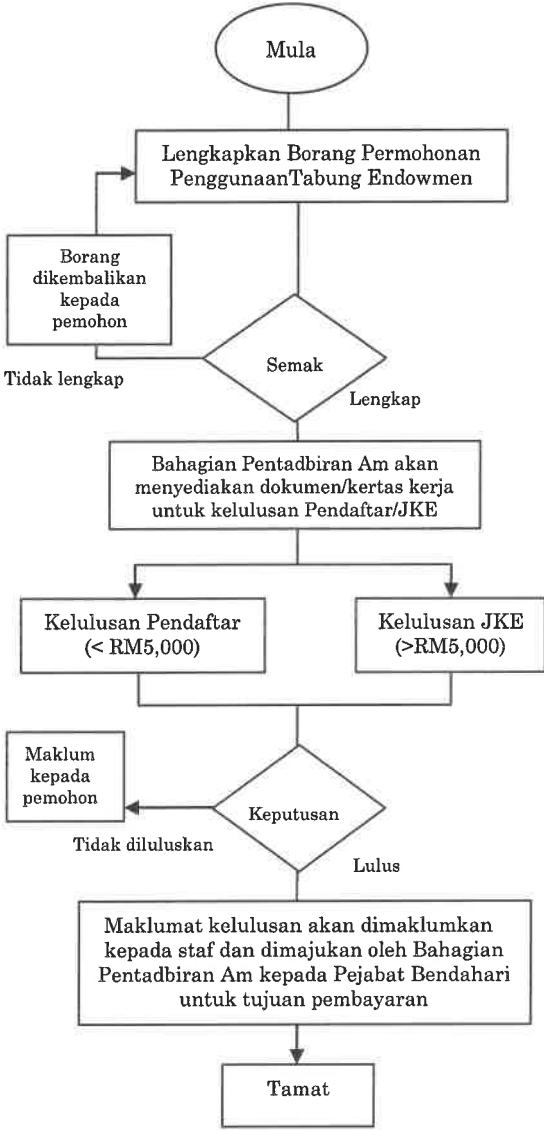 Mula
Lengkapkan Borang Permohonan
PenggunaanTabung Endowmen
Borang
dikembalikan
kepada
pemohon
Semak
Tidak lengkap
Lengkap
Bahagian Pentadbiran Am akan
menyediakan dokumen/kertas kerja
untuk kelulusan Pendaftar/JKE
Kelulusan Pendaftar
(< RM5,000)
Kelulusan JKE
(>RM5,000)
Maklum
kepada
pemohon
Keputusan
Tidak diluluskan
Lulus
Maklumat kelulusan akan dimaklumkan
kepada staf dan dimajukan oleh Bahagian
Pentadbiran Am kepada Pejabat Bendahari
untuk tujuan pembayaran
Tamat